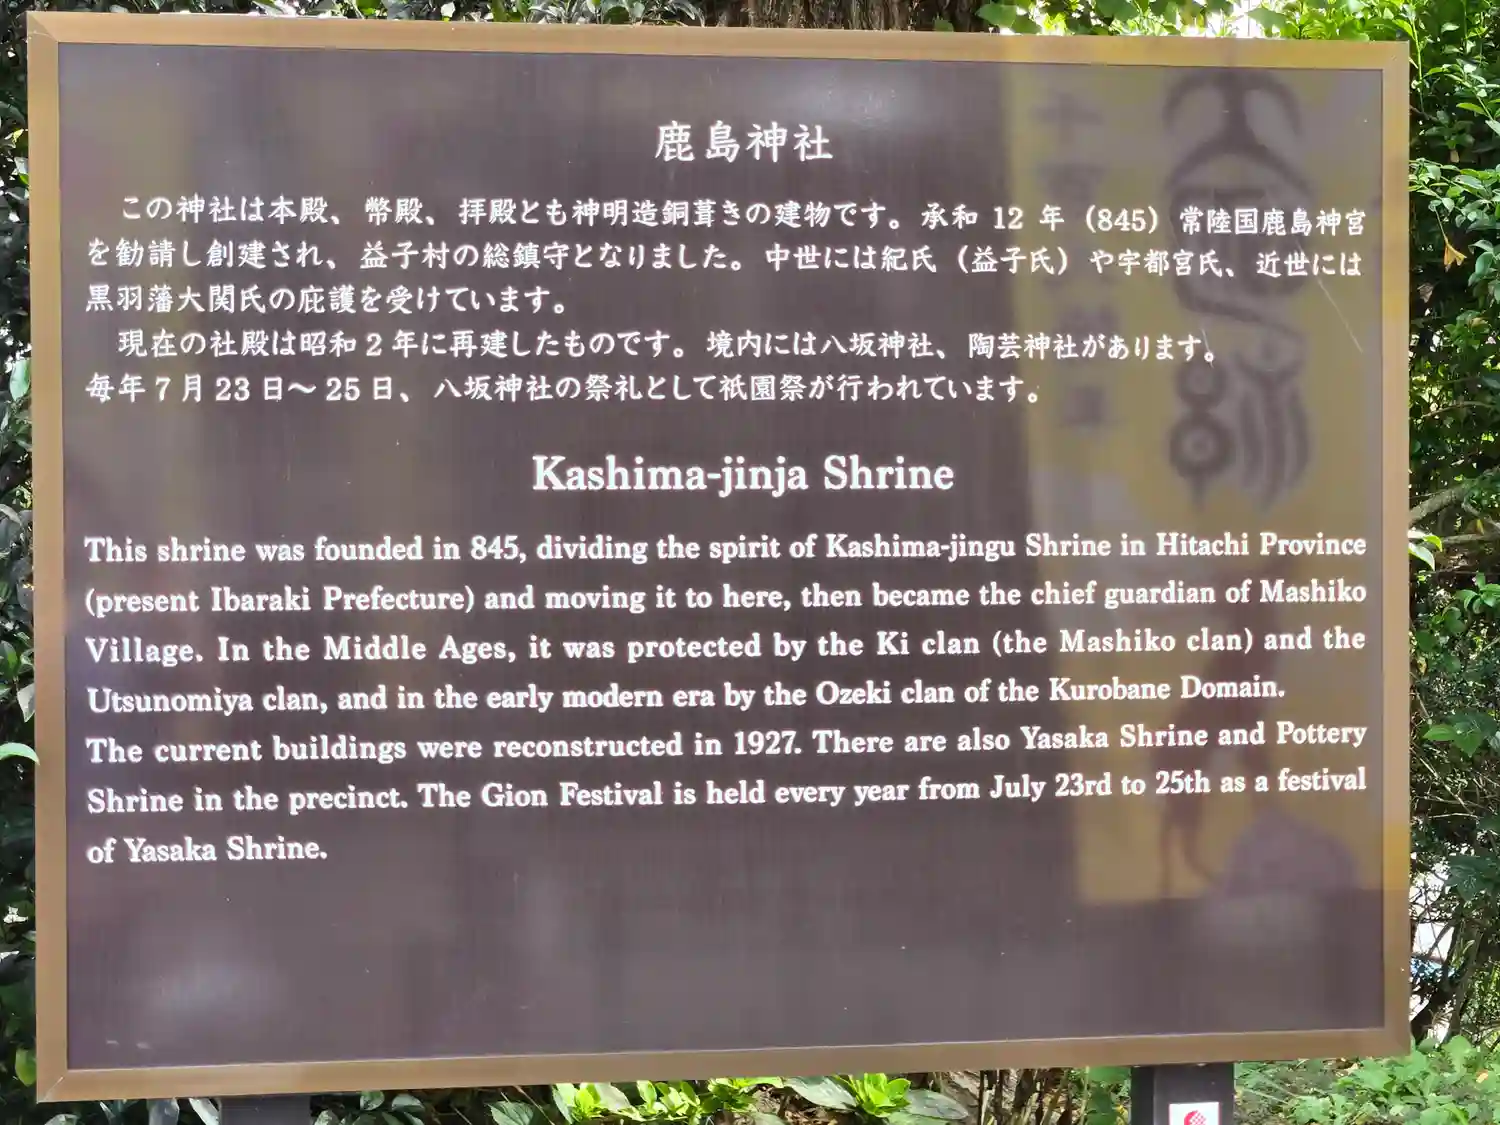 鹿島神社
この神社は本殿、幣殿、拝殿とも神明造銅葺きの建物です。承和 12 年（845）常陸国鹿島神宮
を勧請し創建され、益子村の総鎮守となりました。中世には紀氏（益子氏）や宇都宮氏、近世には
黒羽藩大関氏の庇護を受けています。
現在の社殿は昭和 2 年に再建したものです。境内には八坂神社、陶芸神社があります。
毎年 7 月 23 日〜 25 日、八坂神社の祭礼として祇園祭が行われています。
Kashima-jinja Shrine
This shrine was founded in 845, dividing the spirit of Kashima-jingu Shrine in Hitachi Province
(present Ibaraki Prefecture) and moving it to here, then became the chief guardian of Mashiko
Village. In the Middle Ages, it was protected by the Ki clan (the Mashiko clan) and the
Utsunomiya clan, and in the early modern era by the Ozeki clan of the Kurobane Domain.
The current buildings were reconstructed in 1927. There are also Yasaka Shrine and Pottery
Shrine in the precinct. The Gion Festival is held every year from July 23rd to 25th as a festival
of Yasaka Shrine.